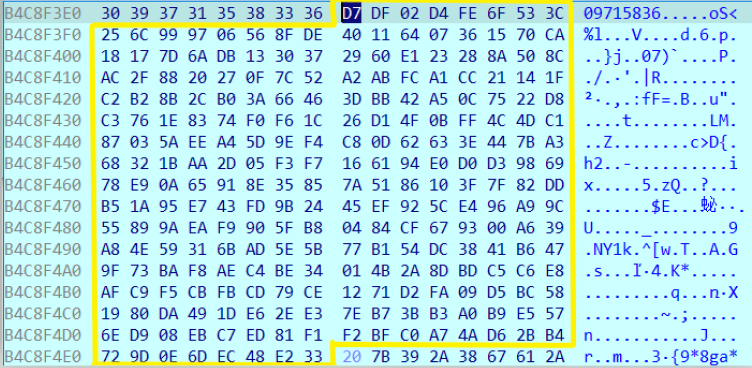 B4C8F3E0 30 39 37 31 35 38 33 36 D7 DF 02 D4 FE 6F 53 3C 09715836.....oS<
B4C8F3F0 25 6C 99 97 06 56 8F DE 40 11 64 07 36 15 70 CA %l...V....@.d.6.p.
B4C8F400 18 17 7D 6A DB 13 30 37 29 60 E1 23 28 8A 50 8C ..}j..07)`....P.
B4C8F410 AC 2F 88 20 27 0F 7C 52 A2 AB FC A1 CC 21 14 1F ./.·'.|R........
B4C8F420 C2 B2 8B 2C B0 3A 66 46 3D BB 42 A5 0C 75 22 D8 ²·.,.:fF=.B..u".
B4C8F430 C3 76 1E 83 74 F0 F6 1C 26 D1 4F 0B FF 4C 4D C1 ....t.......LM.
B4C8F440 87 03 5A EE A4 5D 9E F4 C8 0D 62 63 3E 44 7B A3 ..Z........c>D{.
B4C8F450 68 32 1B AA 2D 05 F3 F7 16 61 94 E0 D0 D3 98 69 h2..-..........i
B4C8F460 78 E9 0A 65 91 8E 35 85 7A 51 86 10 3F 7F 82 DD x.....5.zQ..?...
B4C8F470 B5 1A 95 E7 43 FD 9B 24 45 EF 92 5C E4 96 A9 9C .......$E...
B4C8F480 55 89 9A EA F9 90 5F B8 04 84 CF 67 93 00 A6 39 U....._........9
B4C8F490 A8 4E 59 31 6B AD 5E 5B 77 B1 54 DC 38 41 B6 47 .NY1k.^[w.T..A.G
B4C8F4A0 9F 73 BA F8 AE C4 BE 34 01 4B 2A 8D BD C5 C6 E8 .s...·4.K*.....
B4C8F4B0 AF C9 F5 CB FB CD 79 CE 12 71 D2 FA 09 D5 BC 58 .........q...n·X
B4C8F4C0 19 80 DA 49 1D E6 2E E3 7E B7 3B B3 A0 B9 E5 57 ........~.;.....
B4C8F4D0 6E D9 08 EB C7 ED 81 F1 F2 BF C0 A7 4A D6 2B B4 n...........J...
B4C8F4E0 72 9D 0E 6D EC 48 E2 33 20 7B 39 2A 38 67 61 2A r..m...3·{9*8ga*